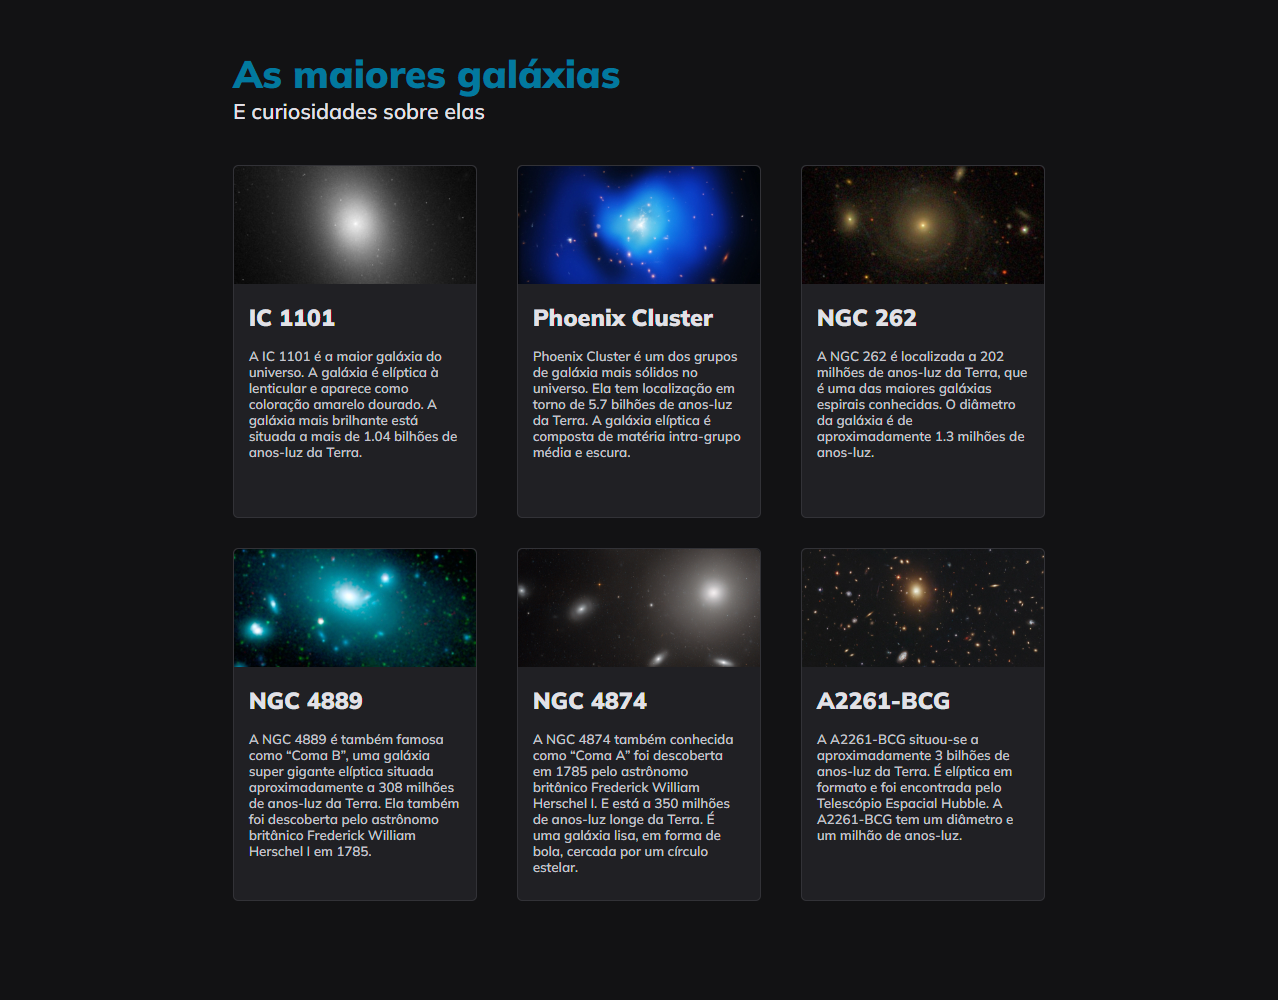 As maiores galáxias
E curiosidades sobre elas
IC 1101
A IC 1101 é a maior galáxia do
universo. A galáxia é elíptica à
lenticular e aparece como
coloração amarelo dourado. A
galáxia mais brilhante está
situada a mais de 1.04 bilhões de
anos-luz da Terra.
Phoenix Cluster
Phoenix Cluster é um dos grupos
de galáxia mais sólidos no
universo. Ela tem localização em
torno de 5.7 bilhões de anos-luz
da Terra. A galáxia elíptica é
composta de matéria intra-grupo
média e escura.
NGC 262
A NGC 262 é localizada a 202
milhões de anos-luz da Terra, que
é uma das maiores galáxias
espirais conhecidas. O diâmetro
da galáxia é de
aproximadamente 1.3 milhões de
anos-luz.
NGC 4889
A NGC 4889 é também famosa
como “Coma B”, uma galáxia
super gigante elíptica situada
aproximadamente a 308 milhões
de anos-luz da Terra. Ela também
foi descoberta pelo astrônomo
britânico Frederick William
Herschel I em 1785.
NGC 4874
A NGC 4874 também conhecida
como “Coma A” foi descoberta
em 1785 pelo astrônomo
britânico Frederick William
Herschel I. E está a 350 milhões
de anos-luz longe da Terra. É
uma galáxia lisa, em forma de
bola, cercada por um círculo
estelar.
A2261-BCG
A A2261-BCG situou-se a
aproximadamente 3 bilhões de
anos-luz da Terra. É elíptica em
formato e foi encontrada pelo
Telescópio Espacial Hubble. A
A2261-BCG tem um diâmetro e
um milhão de anos-luz.